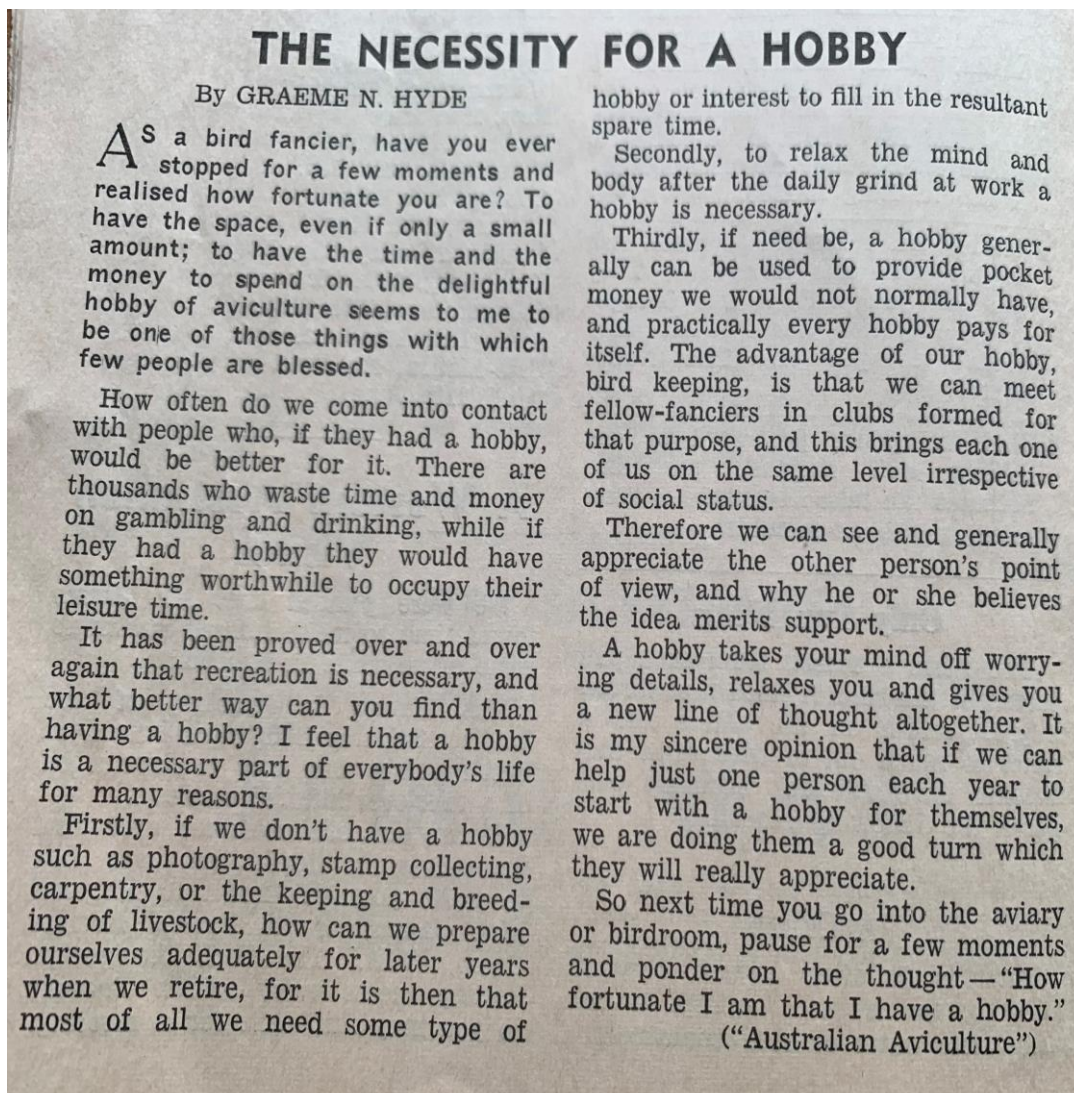 THE NECESSITY FOR A HOBBY
By GRAEME N. HYDE
As a bird fancier, have you ever
stopped for a few moments and
realised how fortunate you are? To
have the space, even if only a small
amount; to have the time and the
money to spend on the delightful
hobby of aviculture seems to me to
be one of those things with which
few people are blessed.
How often do we come into contact
with people who, if they had a hobby,
would be better for it. There are
thousands who waste time and money
on gambling and drinking, while if
they had a hobby they would have
something worthwhile to occupy their
leisure time.
It has been proved over and over
again that recreation is necessary, and
what better way can you find than
having a hobby? I feel that a hobby
is a necessary part of everybody's life
for many reasons.
Firstly, if we don't have a hobby
such as photography, stamp collecting,
carpentry, or the keeping and breed-
ing of livestock, how can we prepare
ourselves adequately for later years
when we retire, for it is then that
most of all we need some type of
hobby or interest to fill in the resultant
spare time.
Secondly, to relax the mind and
body after the daily grind at work a
hobby is necessary.
Thirdly, if need be, a hobby gener-
ally can be used to provide pocket
money we would not normally have,
and practically every hobby pays for
itself. The advantage of our hobby,
bird keeping, is that we can meet
fellow-fanciers in clubs formed for
that purpose, and this brings each one
of us on the same level irrespective
of social status.
Therefore we can see and generally
appreciate the other person's point
of view, and why he or she believes
the idea merits support.
A hobby takes your mind off worry-
ing details, relaxes you and gives you
a new line of thought altogether. It
is my sincere opinion that if we can
help just one person each year to
start with a hobby for themselves,
we are doing them a good turn which
they will really appreciate.
So next time you go into the aviary
or birdroom, pause for a few moments
and ponder on the thought—"How
fortunate I am that I have a hobby."
("Australian Aviculture")